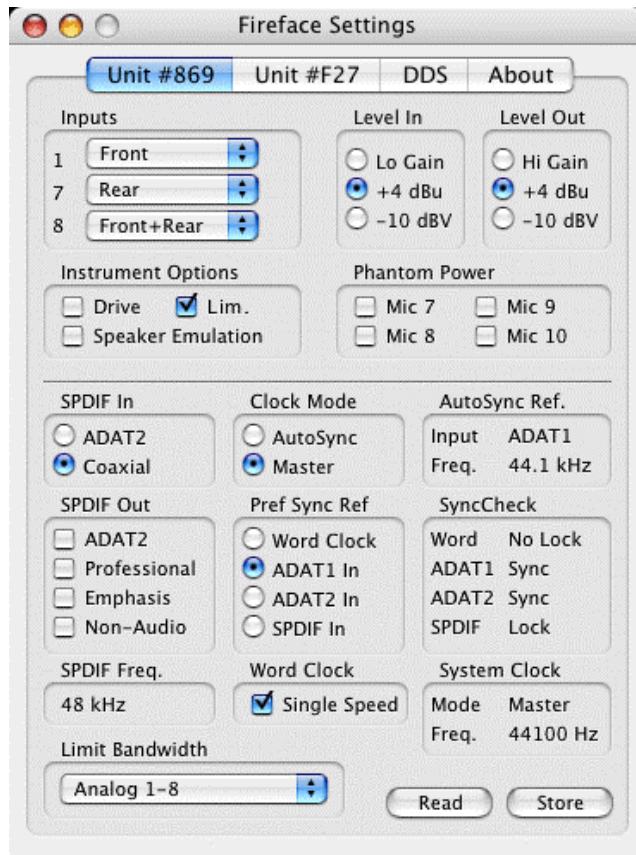 Fireface Settings
Unit #869 Unit #F27 DDS About
Inputs Level In Level Out
1 Front Lo Gain Hi Gain
7 Rear +4 dBu +4 dBu
8 Front+Rear -10 dBV -10 dBV
Instrument Options Phantom Power
Drive Lim. Mic 7 Mic 9
Speaker Emulation Mic 8 Mic 10
SPDIF In Clock Mode AutoSync Ref.
ADAT2 AutoSync Input ADAT1
Coaxial Master Freq. 44.1 kHz
SPDIF Out Pref Sync Ref SyncCheck
ADAT2 Word Clock Word No Lock
Professional ADAT1 In ADAT1 Sync
Emphasis ADAT2 In ADAT2 Sync
Non-Audio SPDIF In SPDIF Lock
SPDIF Freq. Word Clock System Clock
48 kHz Single Speed Mode Master
Freq. 44100 Hz
Limit Bandwidth
Analog 1-8 Read Store